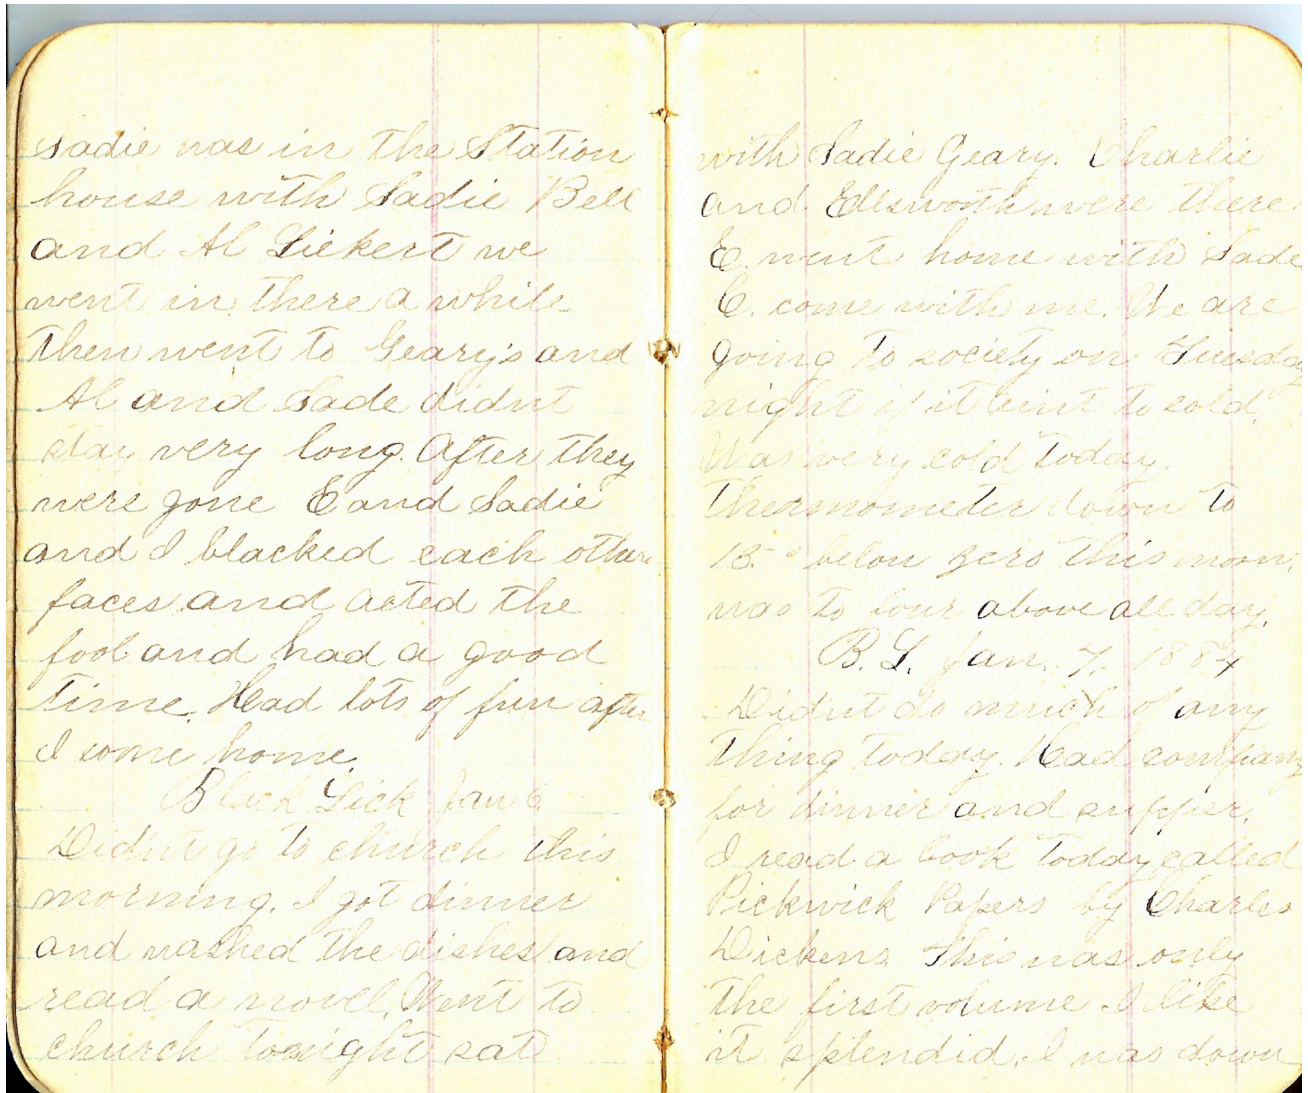 Sadie was in the Station
house with Sadie Bell
and Al Liekert we
went in there a while
then went to Geary's and
Al and Sade didnt
stay very long. After they
were gone E and Sadie
and I blacked each others
faces and acted the
fool and had a good
time. Had lots of fun after
I come home.
Black Lick Jan 6
Didnt go to church this
morning. I got dinner
and washed the dishes and
read a novel. Went to
church tonight sat
with Sadie Geary. Charlie
and Ellsworth were there
E. went home with Sade
C. come with me. We are
going to society on Tuesday
night if it aint to cold.
Was very cold today.
Thermometer down to
15° below zero this morn.
was to four above all day.
B. L. Jan. 7. 1884
Didnt do much of any
thing today. Had company
for dinner and supper.
I read a book today called
Pickwick Papers by Charles
Dickens. This was only
the first volume I like
it splendid. I was down